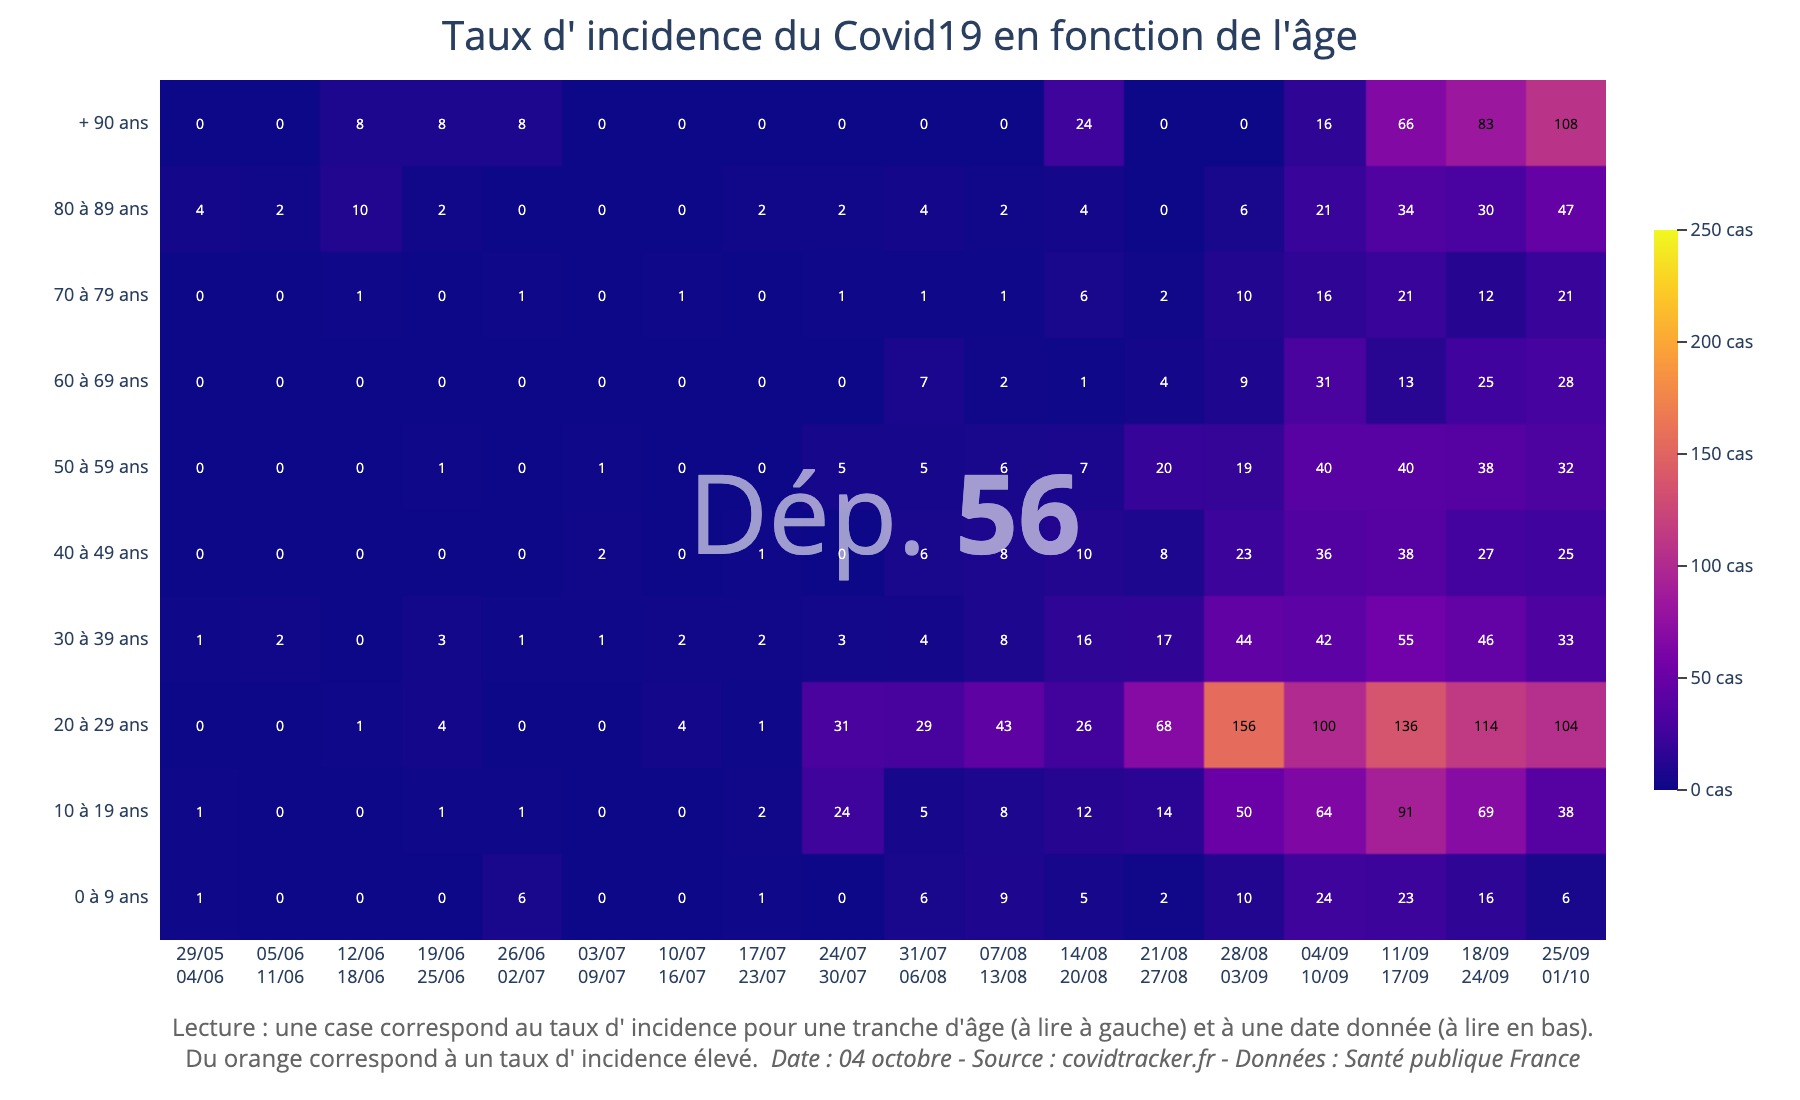 Taux d' incidence du Covid19 en fonction de l'âge
+ 90 ans 0 0 8 8 8 0 0 0 0 0 0 24 0 0 16 66 83 108
80 à 89 ans 4 2 10 2 0 0 0 2 2 4 2 4 0 6 21 34 30 47
70 à 79 ans 0 0 1 0 1 0 1 0 1 1 1 6 2 10 16 21 12 21
60 à 69 ans 0 0 0 0 0 0 0 0 0 7 2 1 4 9 31 13 25 28
50 à 59 ans 0 0 0 1 0 1 0 0 5 5 6 7 20 19 40 40 38 32
Dép. 56
40 à 49 ans 0 0 0 0 0 2 0 1 0 6 8 10 8 23 36 38 27 25
30 à 39 ans 1 2 0 3 1 1 2 2 3 4 8 16 17 44 42 55 46 33
20 à 29 ans 0 0 1 4 0 0 4 1 31 29 43 26 68 156 100 136 114 104
10 à 19 ans 1 0 0 1 1 0 0 2 24 5 8 12 14 50 64 91 69 38
0 à 9 ans 1 0 0 0 6 0 0 1 0 6 9 5 2 10 24 23 16 6
29/05 05/06 12/06 19/06 26/06 03/07 10/07 17/07 24/07 31/07 07/08 14/08 21/08 28/08 04/09 11/09 18/09 25/09
04/06 11/06 18/06 25/06 02/07 09/07 16/07 23/07 30/07 06/08 13/08 20/08 27/08 03/09 10/09 17/09 24/09 01/10
250 cas
200 cas
150 cas
100 cas
50 cas
0 cas
Lecture : une case correspond au taux d' incidence pour une tranche d'âge (à lire à gauche) et à une date donnée (à lire en bas).
Du orange correspond à un taux d' incidence élevé. Date : 04 octobre - Source : covidtracker.fr - Données : Santé publique France